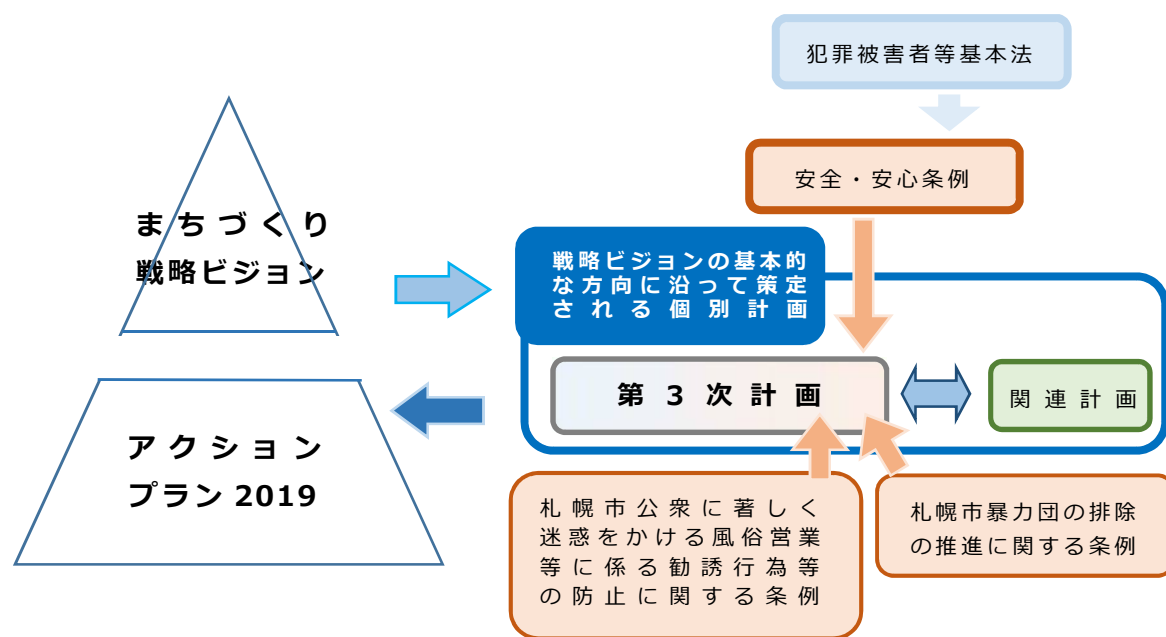 犯罪被害者等基本法
安全・安心条例
まちづくり
戦略ビジョン
戦略ビジョンの基本的
な方向に沿って策定
される個別計画
第３次計画
関連計画
アクション
プラン 2019
札幌市公衆に著しく
迷惑をかける風俗営業
等に係る勧誘行為等
の防止に関する条例
札幌市暴力団の排除
の推進に関する条例